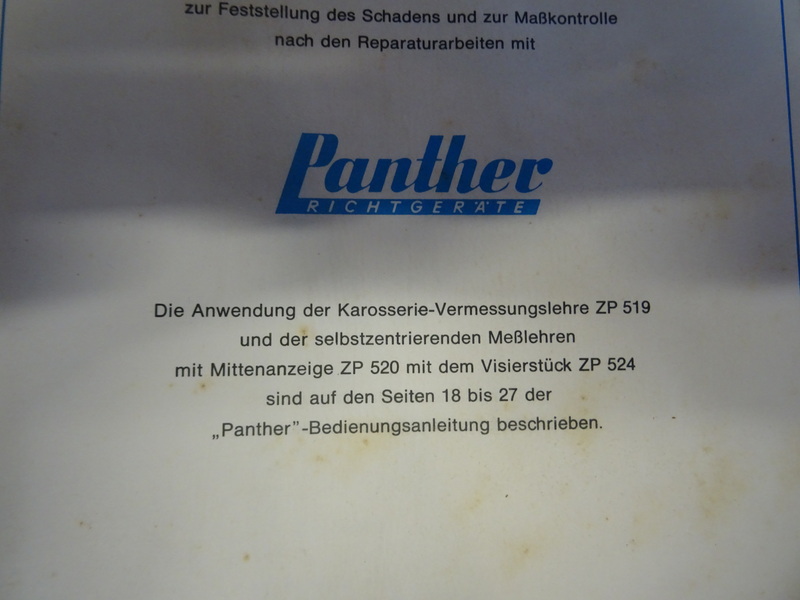 zur Feststellung des Schadens und zur Maßkontrolle
nach den Reparaturarbeiten mit
Panther
RICHTGERÄTE
Die Anwendung der Karosserie-Vermessungslehre ZP 519
und der selbstzentrierenden Meßlehren
mit Mittenanzeige ZP 520 mit dem Visierstück ZP 524
sind auf den Seiten 18 bis 27 der
„Panther”-Bedienungsanleitung beschrieben.